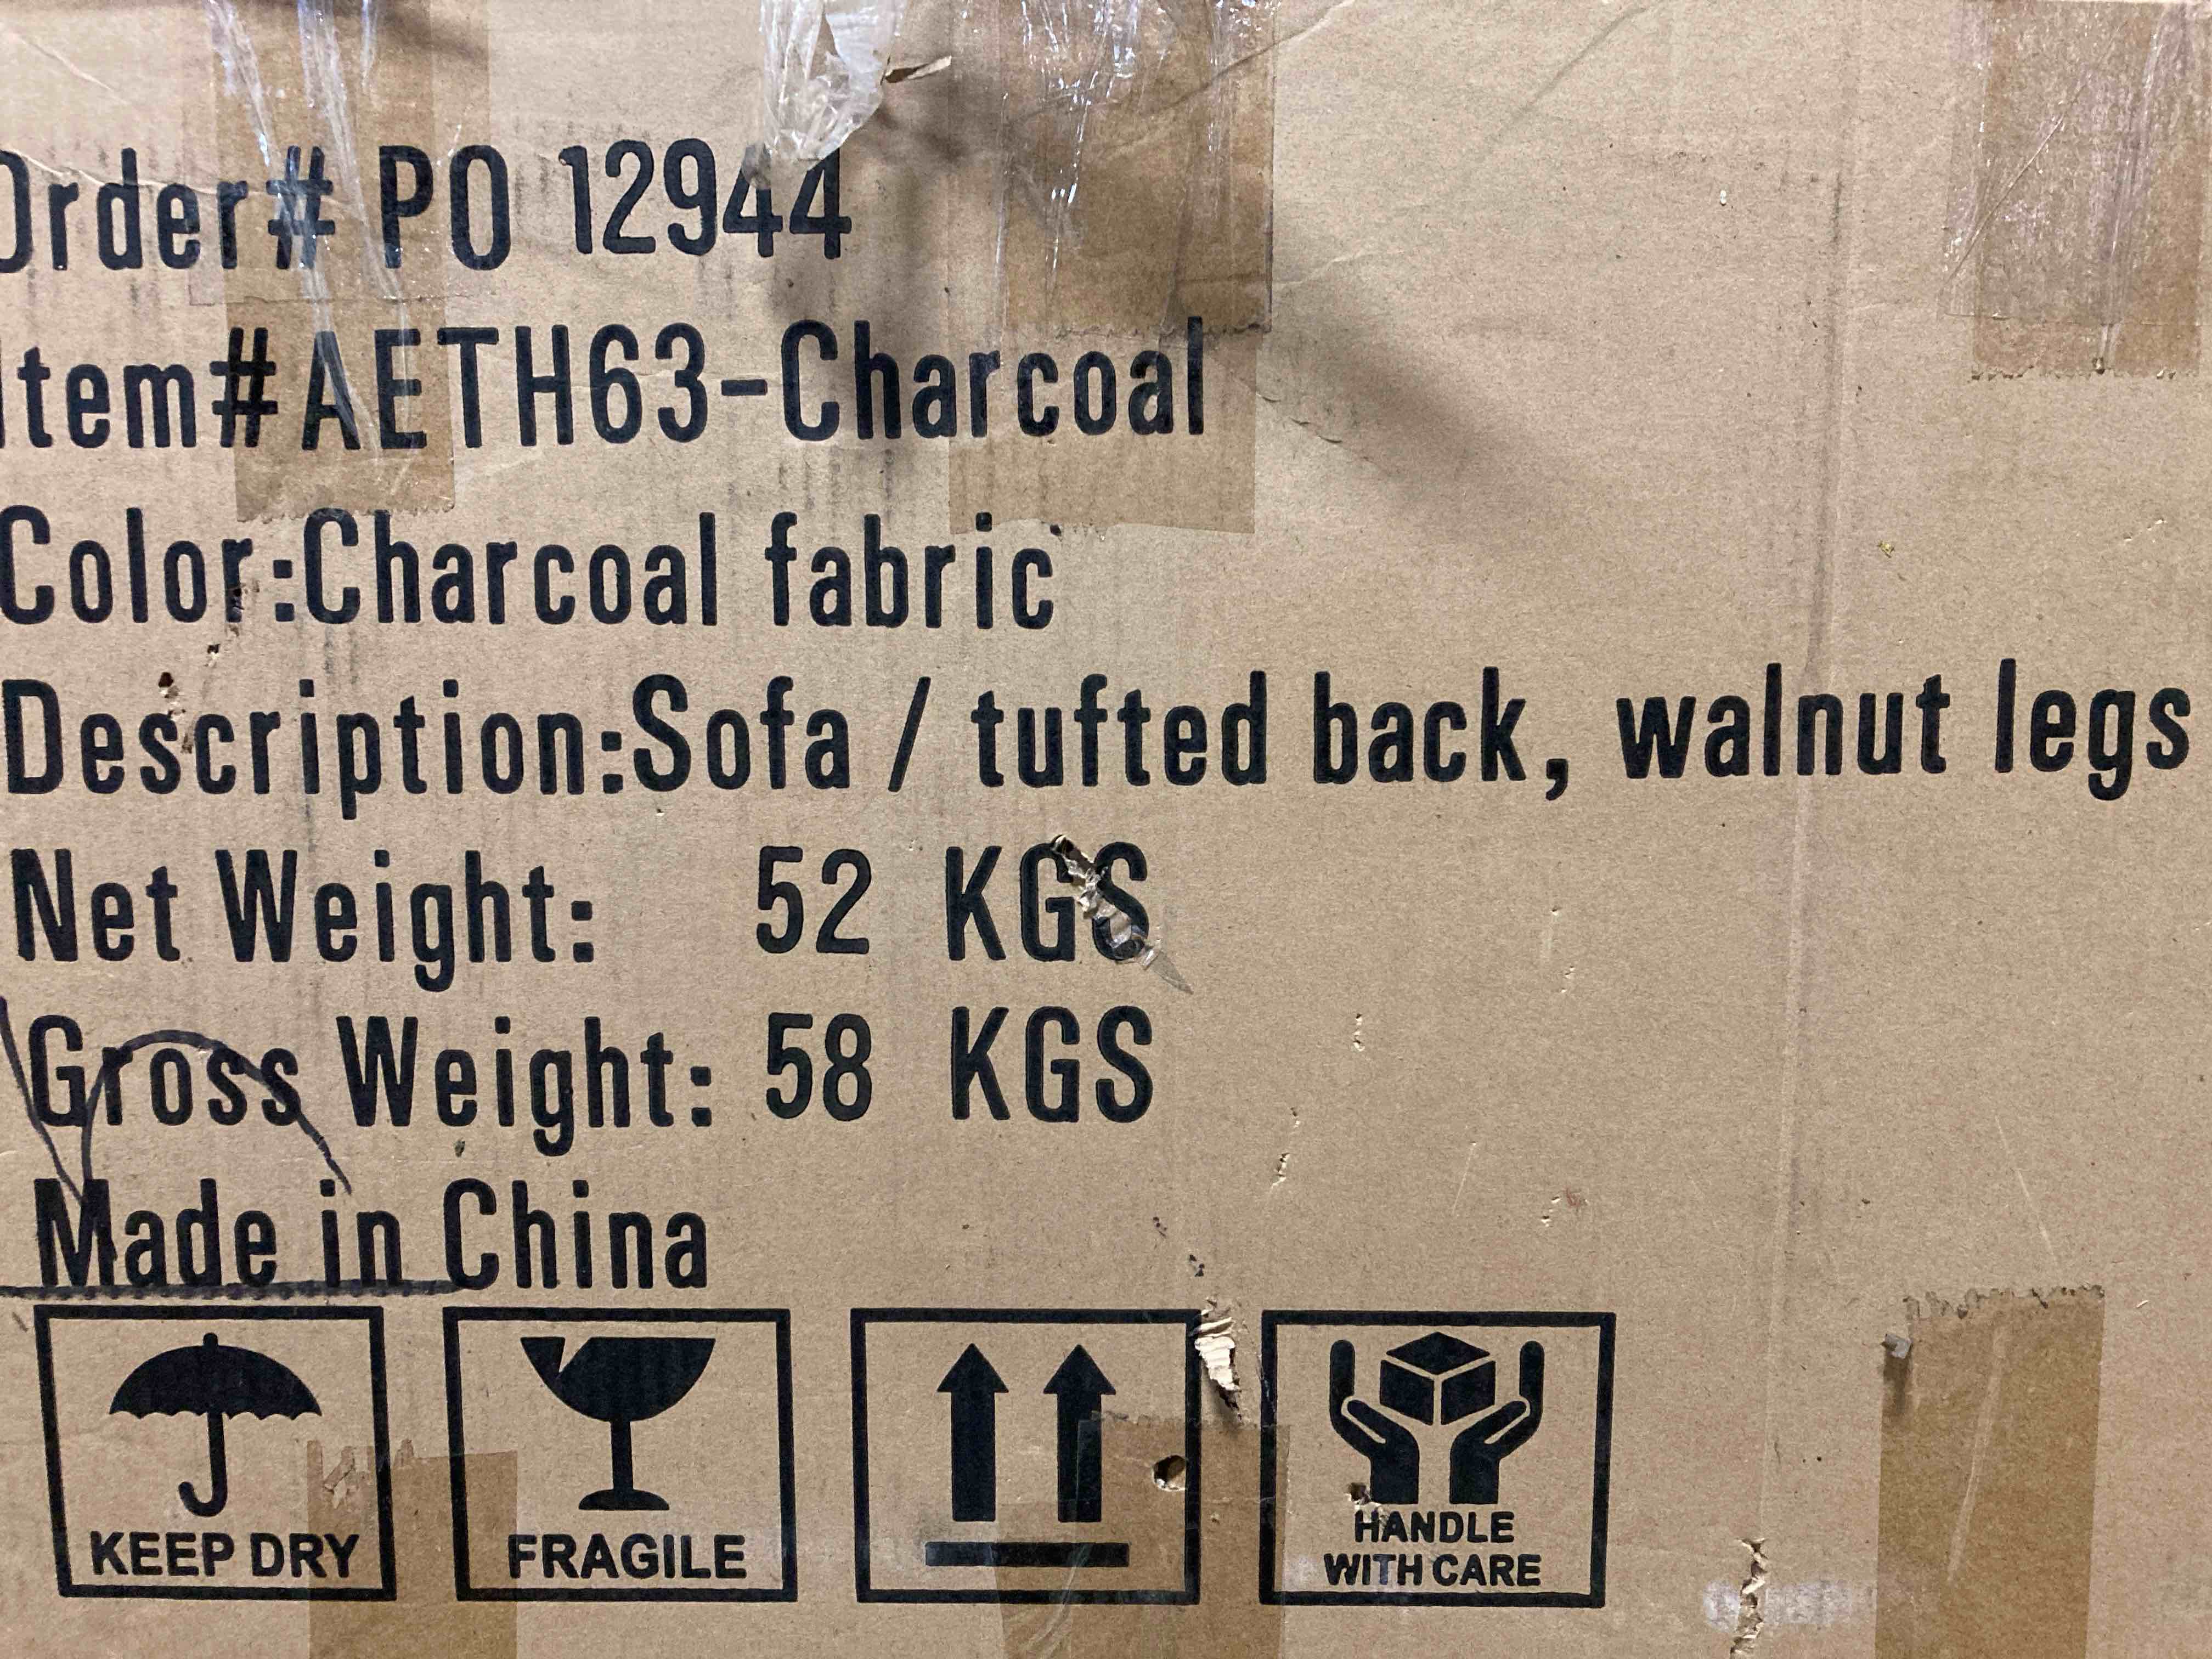 Order# PO 12944
Item#AETH63-Charcoal
Color:Charcoal fabric
Description:Sofa / tufted back, walnut legs
Net Weight: 52 KGS
Gross Weight: 58 KGS
Made in China
KEEP DRY
FRAGILE
HANDLE
WITH CARE